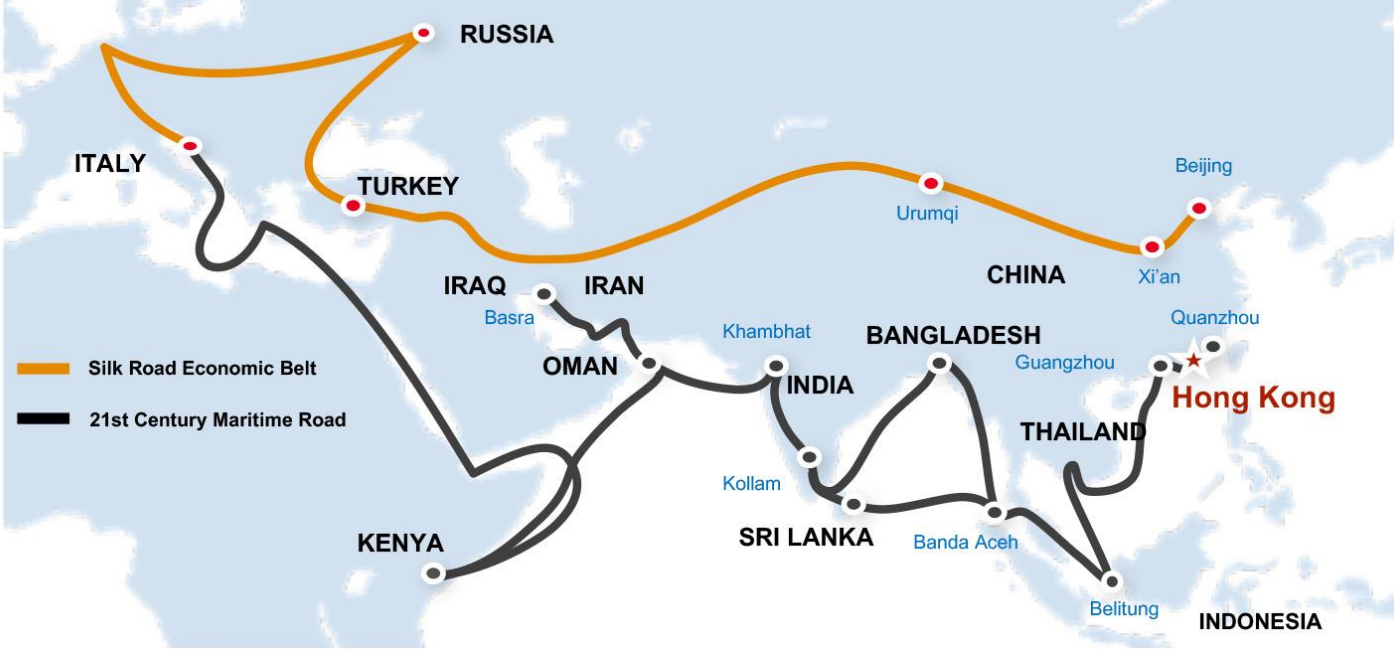 RUSSIA
ITALY
TURKEY
Beijing
Urumqi
CHINA
Xi'an
IRAQ
IRAN
Basra
Quanzhou
Khambhat
BANGLADESH
OMAN
Guangzhou
INDIA
Silk Road Economic Belt
Hong Kong
21st Century Maritime Road
THAILAND
Kollam
KENYA
SRI LANKA
Banda Aceh
Belitung
INDONESIA